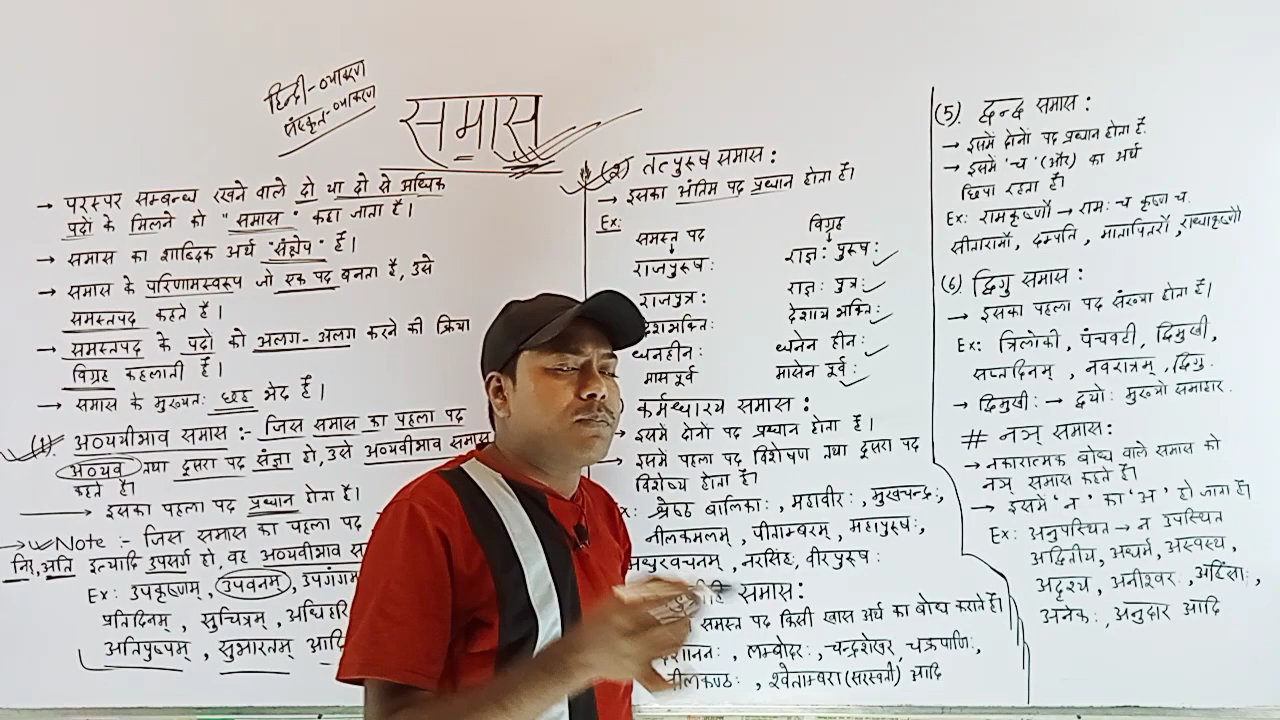 हिन्दी-व्याकरण
संस्कृत-व्याकरण
समास
→ परस्पर सम्बन्ध रखने वाले दो या दो से अधिक
पदों के मिलने को "समास" कहा जाता है।
→ समास का शाब्दिक अर्थ "संक्षेप" है।
→ समास के परिणामस्वरूप जो एक पद बनता है, उसे
समस्तपद कहते हैं।
→ समस्तपद के पदों को अलग-अलग करने की क्रिया
विग्रह कहलाती है।
→ समास के मुख्यतः छह भेद हैं।
(1) अव्ययीभाव समास :- जिस समास का पहला पद
अव्यव तथा दूसरा पद संज्ञा हो, उसे अव्यवीभाव समास
कहते हैं।
→ इसका पहला पद प्रधान होता है।
→ Note :- जिस समास का पहला पद
निर्, अति इत्यादि उपसर्ग हो, वह अव्ययीभाव स
Ex: उपकृष्णम्, उपवनम्, उपगंगम
प्रतिदिनम्, सुचित्रम्, अधिहरि
अतिपुष्पम्, सुभारतम् आदि
(२) तत्पुरूष समास :
→ इसका अंतिम पद प्रधान होता है।
Ex: समस्त पद विग्रह
राजपुरूषः राज्ञः पुरूषः
राजपुत्रः राज्ञः पुत्रः
देशभक्तिः देशाय भक्तिः
धनहीनः धनेन हीनः
मासपूर्व मासेन पूर्वः
कर्मधारय समास :
→ इसमें दोनों पद प्रधान होता है।
→ इसमें पहला पद विशेषण तथा दूसरा पद
विशेष्य होता है।
x: श्रेष्ठ बालिकाः, महावीरः, मुखचन्द्रः,
नीलकमलम्, पीताम्बरम्, महापुरूषः,
मधुरवचनम्, नरसिंहः, वीरपुरूषः
समास:
समस्त पद किसी खास अर्थ का बोध कराते हैं।
शाननः, लम्बोदरः, चन्द्रशेखर, चक्रपाणिः,
नीलकण्ठः, श्वेताम्बरा (सरस्वती) आदि
(5). द्वन्द्व समास :
→ इसमें दोनों पद प्रधान होता है.
→ इसमें 'च' (और) का अर्थ
छिपा रहता है।
Ex: रामकृष्णौ → रामः च कृष्ण च.
सीतारामौ, दम्पति, मातापितरौ, राधाकृष्णौ
(6). द्विगु समास :
→ इसका पहला पद संख्या होता है।
Ex: त्रिलोकी, पंचवटी, द्विमुखी,
सप्तदिनम्, नवरात्रम्, द्विगु.
→ द्विमुखीः → द्वयोः मुखयो समाहार.
# नञ् समास:
→ नकारात्मक बोध वाले समास को
नञ् समास कहते हैं।
→ इसमें 'न' का 'अ' हो जाता है।
Ex: अनुपस्थित → न उपस्थित
अद्वितीय, अधर्म, अस्वस्थ,
अदृश्य, अनीश्वरः, अहिंसाः,
अनेकः, अनुदार आदि